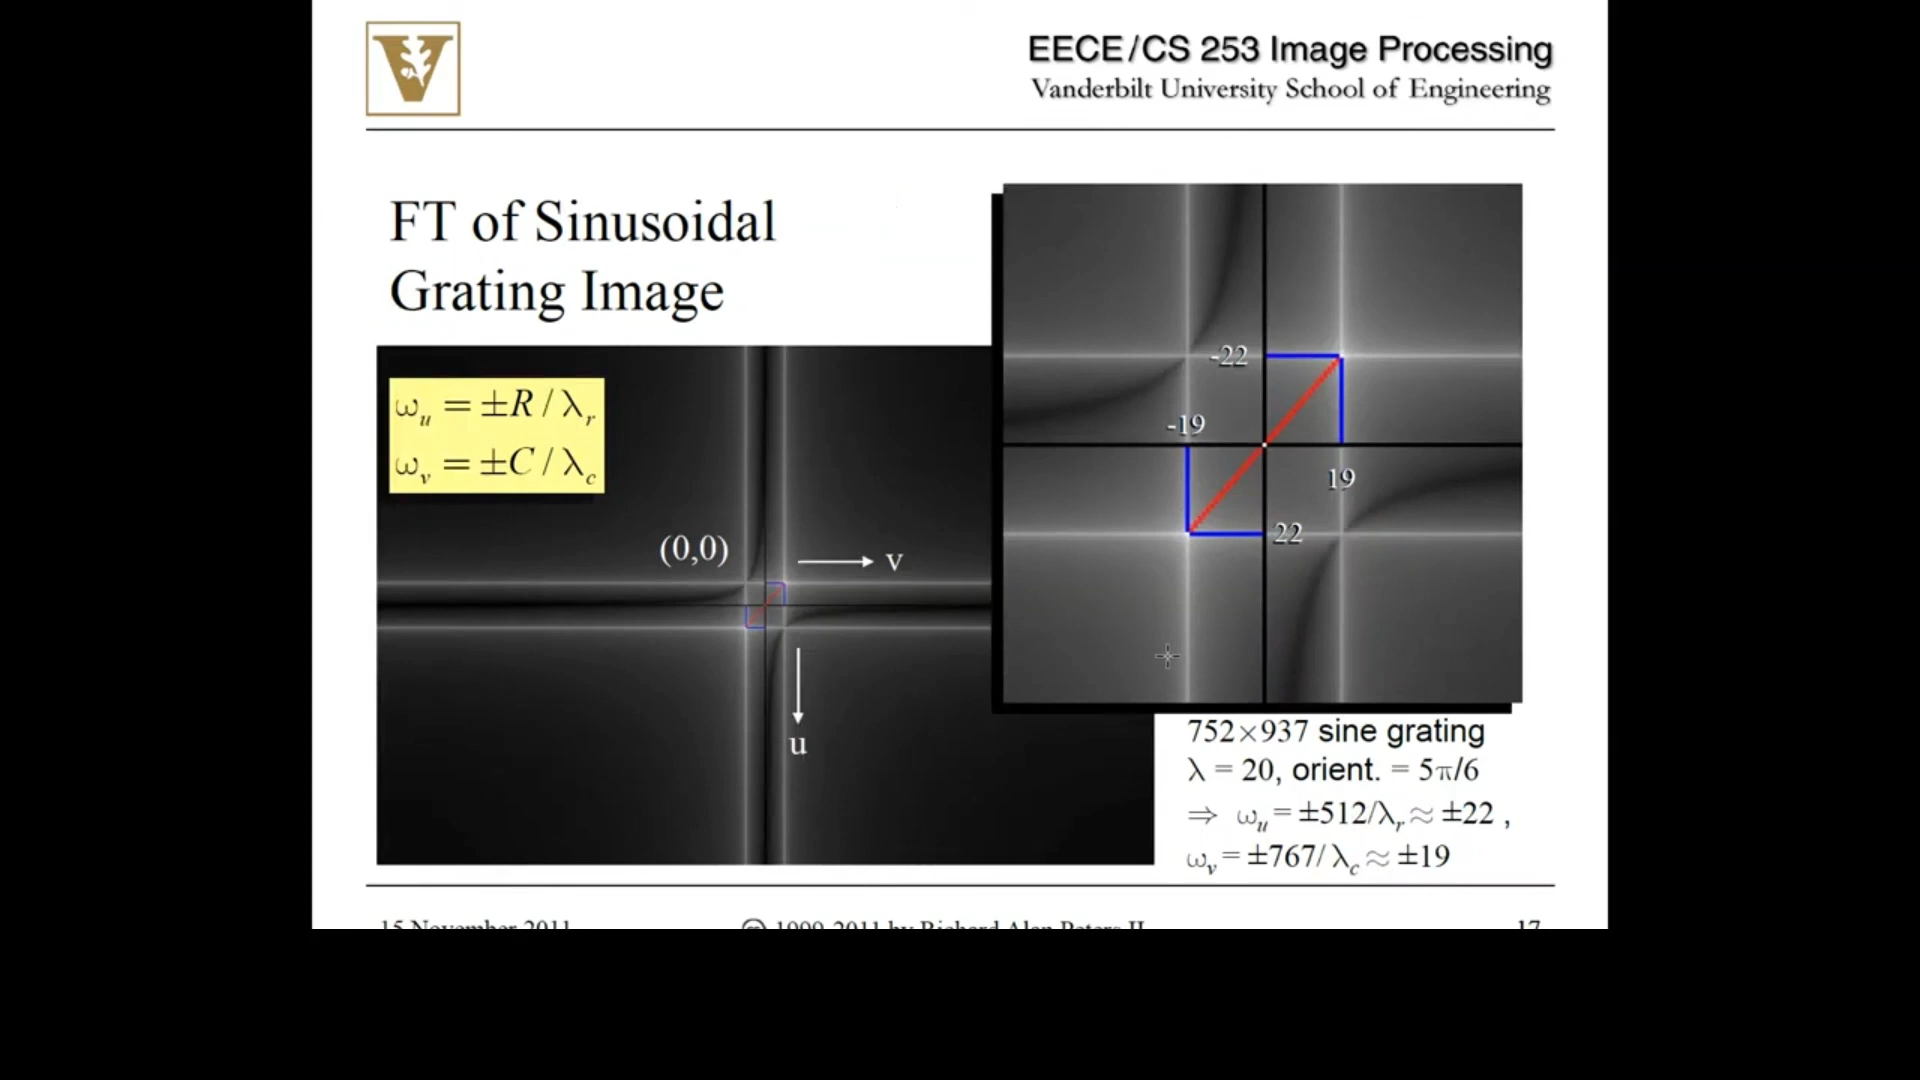 V
EECE/CS 253 Image Processing
Vanderbilt University School of Engineering
FT of Sinusoidal
Grating Image
ω_u = ±R / λ_r
ω_v = ±C / λ_c
(0,0)
v
u
-22
-19
19
22
752×937 sine grating
λ = 20, orient. = 5π/6
⇒ ω_u = ±512/λ_r ≈ ±22 ,
ω_v = ±767/ λ_c ≈ ±19
15 November 2011
© 1999-2011 by Richard Alan Peters II
17